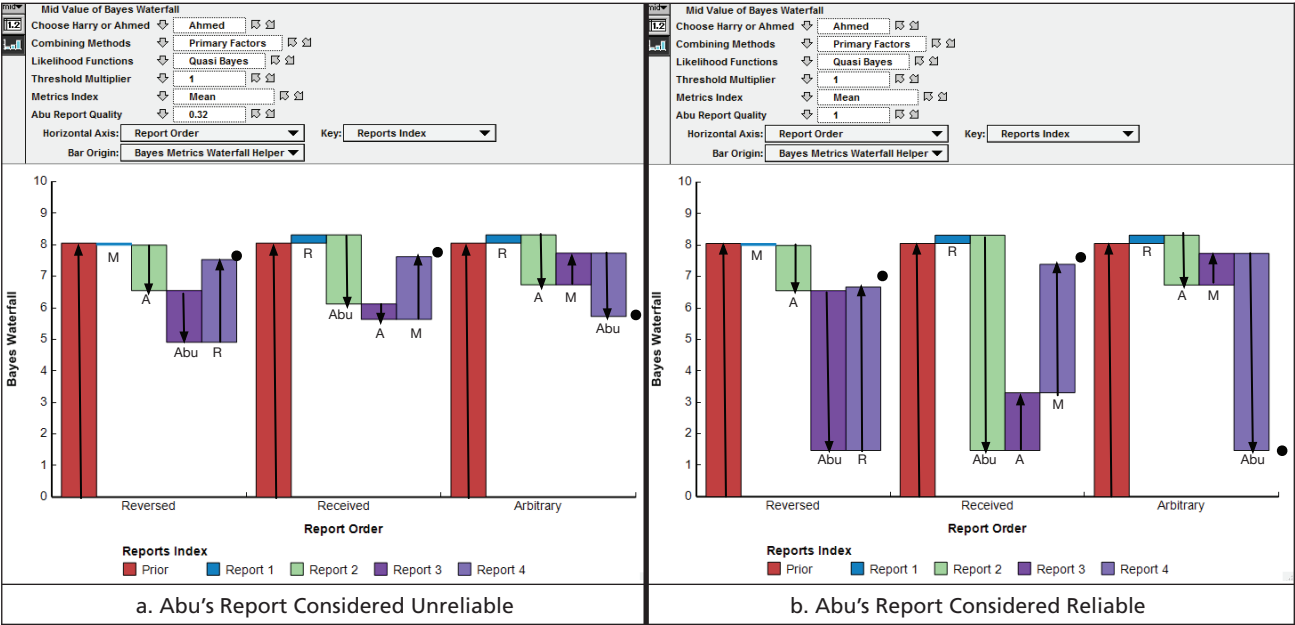 mid
Mid Value of Bayes Waterfall
1.2
Choose Harry or Ahmed Ahmed
Combining Methods Primary Factors
Likelihood Functions Quasi Bayes
Threshold Multiplier 1
Metrics Index Mean
Abu Report Quality 0.32
Horizontal Axis: Report Order Key: Reports Index
Bar Origin: Bayes Metrics Waterfall Helper
Bayes Waterfall
10
9
8
7
6
5
4
3
2
1
0
M A Abu R
R Abu A M
R A M Abu
Reversed Received Arbitrary
Report Order
Reports Index
Prior Report 1 Report 2 Report 3 Report 4
a. Abu's Report Considered Unreliable
mid
Mid Value of Bayes Waterfall
1.2
Choose Harry or Ahmed Ahmed
Combining Methods Primary Factors
Likelihood Functions Quasi Bayes
Threshold Multiplier 1
Metrics Index Mean
Abu Report Quality 1
Horizontal Axis: Report Order Key: Reports Index
Bar Origin: Bayes Metrics Waterfall Helper
Bayes Waterfall
10
9
8
7
6
5
4
3
2
1
0
M A Abu R
R Abu A M
R A M Abu
Reversed Received Arbitrary
Report Order
Reports Index
Prior Report 1 Report 2 Report 3 Report 4
b. Abu's Report Considered Reliable